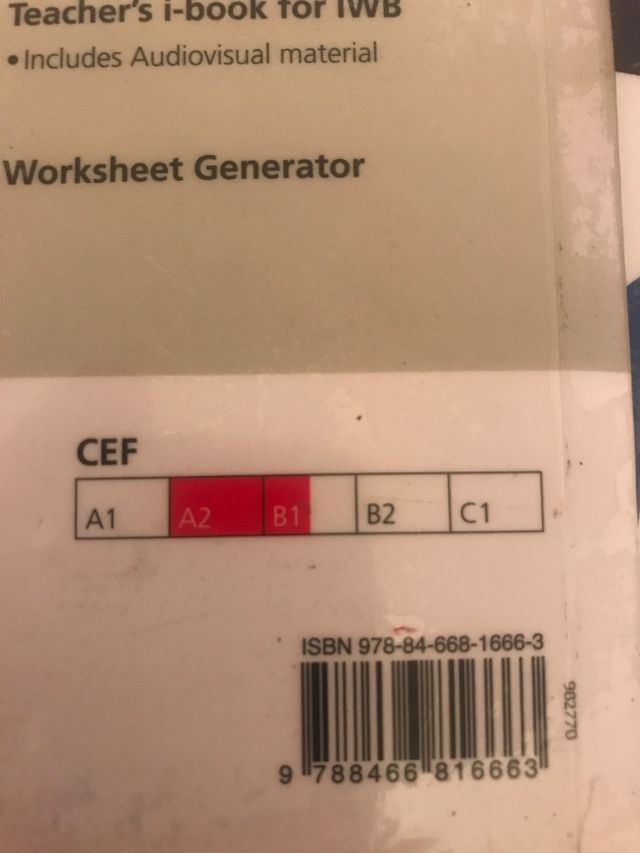 Teacher's i-book for IWB
• Includes Audiovisual material
Worksheet Generator
CEF
A1 A2 B1 B2 C1
ISBN 978-84-668-1666-3
962770
9 788466 816663